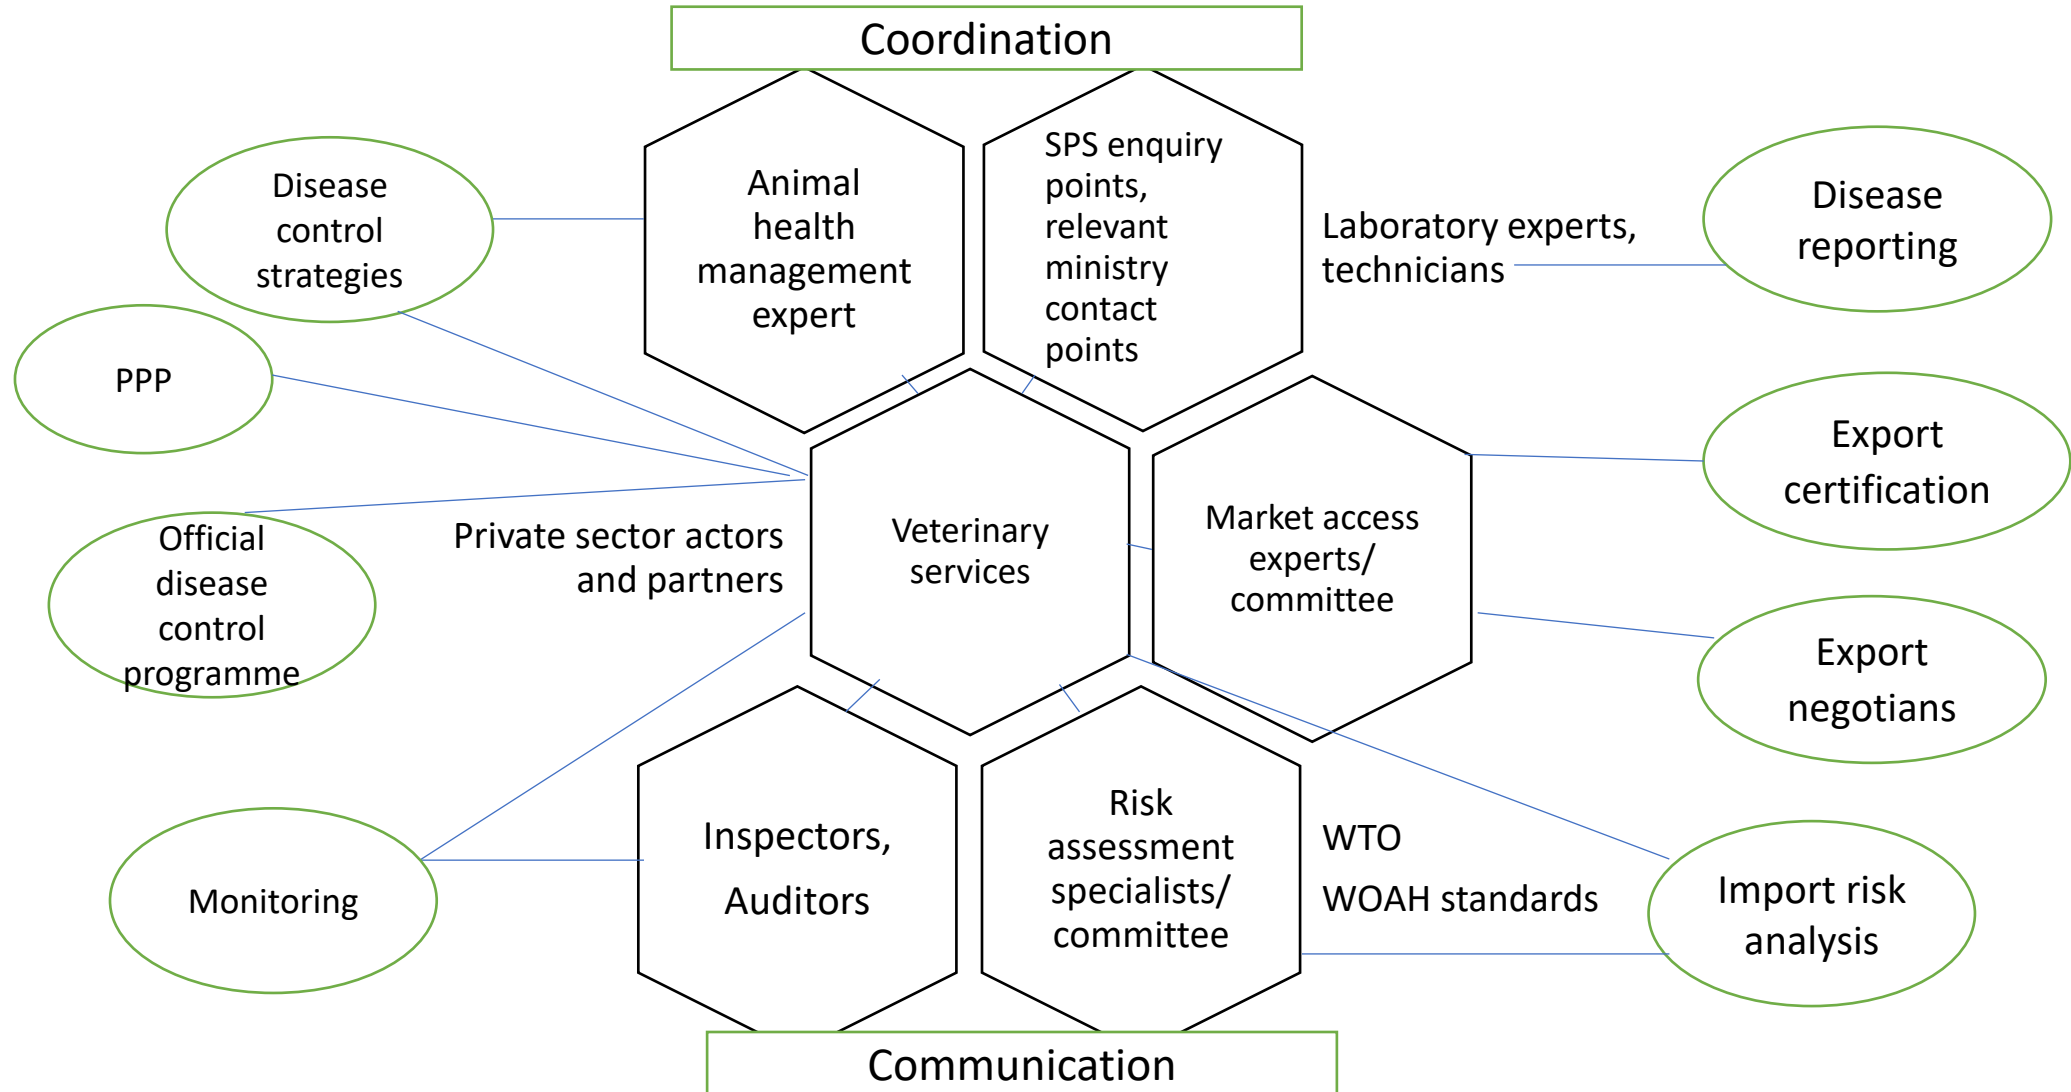 Coordination
Disease
control
strategies
Animal
health
management
expert
SPS enquiry
points,
relevant
ministry
contact
points
Laboratory experts,
technicians
Disease
reporting
PPP
Official
disease
control
programme
Private sector actors
and partners
Veterinary
services
Market access
experts/
committee
Export
certification
Export
negotians
Monitoring
Inspectors,
Auditors
Risk
assessment
specialists/
committee
WTO
WOAH standards
Import risk
analysis
Communication